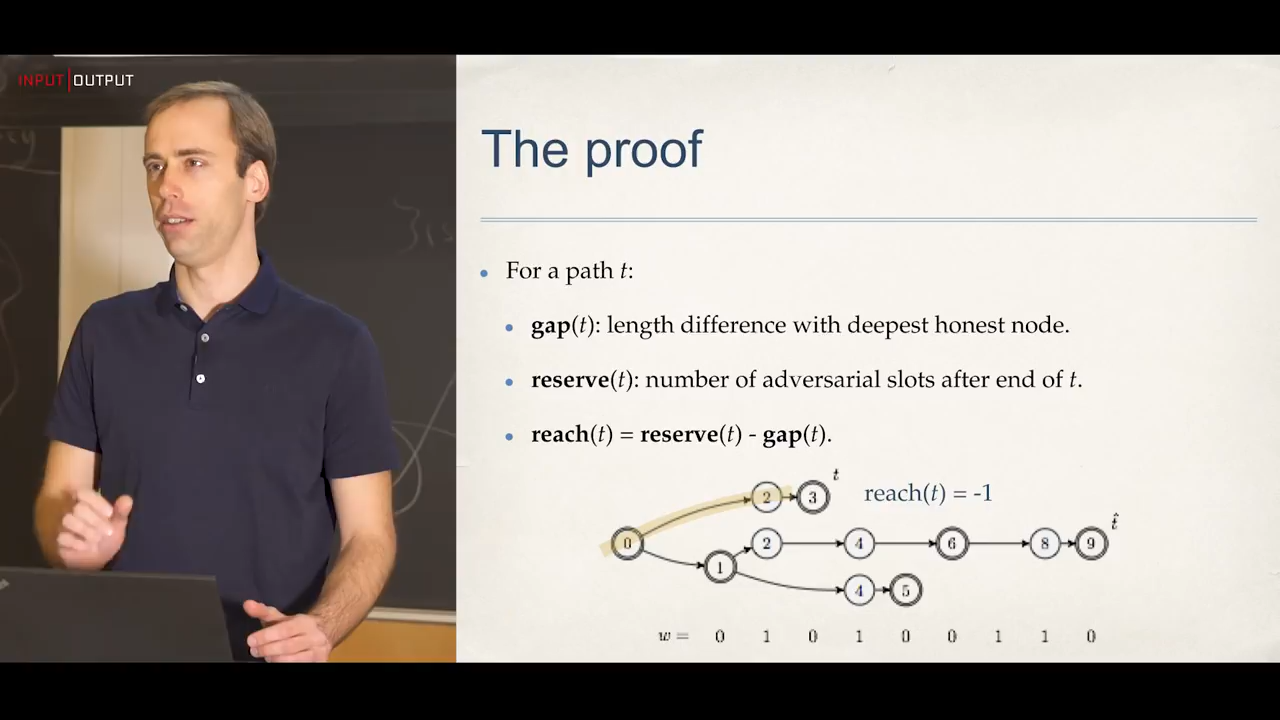 INPUT|OUTPUT
The proof
• For a path t:
• gap(t): length difference with deepest honest node.
• reserve(t): number of adversarial slots after end of t.
• reach(t) = reserve(t) - gap(t).
t
2 3 reach(t) = -1
t̂
0 2 4 6 8 9
1
4 5
w = 0 1 0 1 0 0 1 1 0